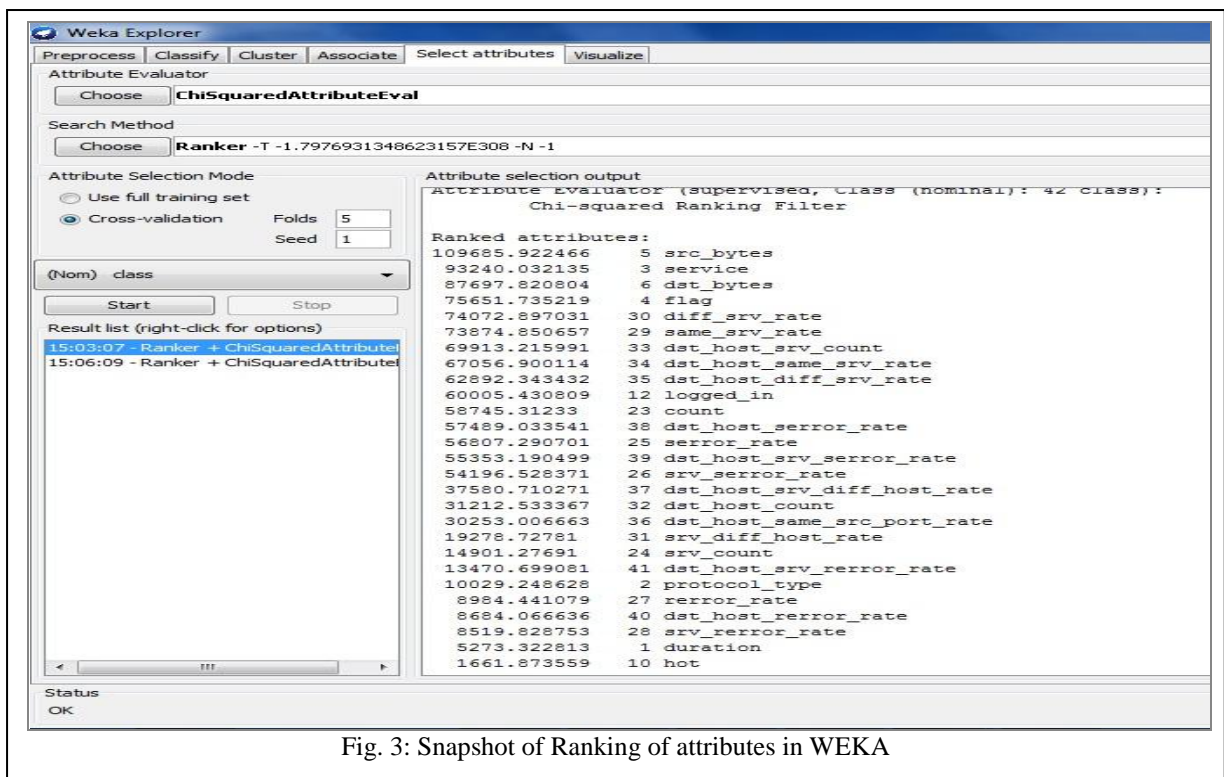 Weka Explorer
Preprocess Classify Cluster Associate Select attributes Visualize
Attribute Evaluator
Choose ChiSquaredAttributeEval
Search Method
Choose Ranker -T -1.7976931348623157E308 -N -1
Attribute Selection Mode
Use full training set
Cross-validation Folds 5
Seed 1
(Nom) class
Start Stop
Result list (right-click for options)
15:03:07 - Ranker + ChiSquaredAttributeI
15:06:09 - Ranker + ChiSquaredAttributeI
Attribute selection output
Attribute Evaluator (supervised, Class (nominal): 42 class):
Chi-squared Ranking Filter
Ranked attributes:
109685.922466 5 src_bytes
93240.032135 3 service
87697.820804 6 dst_bytes
75651.735219 4 flag
74072.897031 30 diff_srv_rate
73874.850657 29 same_srv_rate
69913.215991 33 dst_host_srv_count
67056.900114 34 dst_host_same_srv_rate
62892.343432 35 dst_host_diff_srv_rate
60005.430809 12 logged_in
58745.31233 23 count
57489.033541 38 dst_host_serror_rate
56807.290701 25 serror_rate
55353.190499 39 dst_host_srv_serror_rate
54196.528371 26 srv_serror_rate
37580.710271 37 dst_host_srv_diff_host_rate
31212.533367 32 dst_host_count
30253.006663 36 dst_host_same_src_port_rate
19278.72781 31 srv_diff_host_rate
14901.27691 24 srv_count
13470.699081 41 dst_host_srv_rerror_rate
10029.248628 2 protocol_type
8984.441079 27 rerror_rate
8684.066636 40 dst_host_rerror_rate
8519.828753 28 srv_rerror_rate
5273.322813 1 duration
1661.873559 10 hot
Status
OK
Fig. 3: Snapshot of Ranking of attributes in WEKA